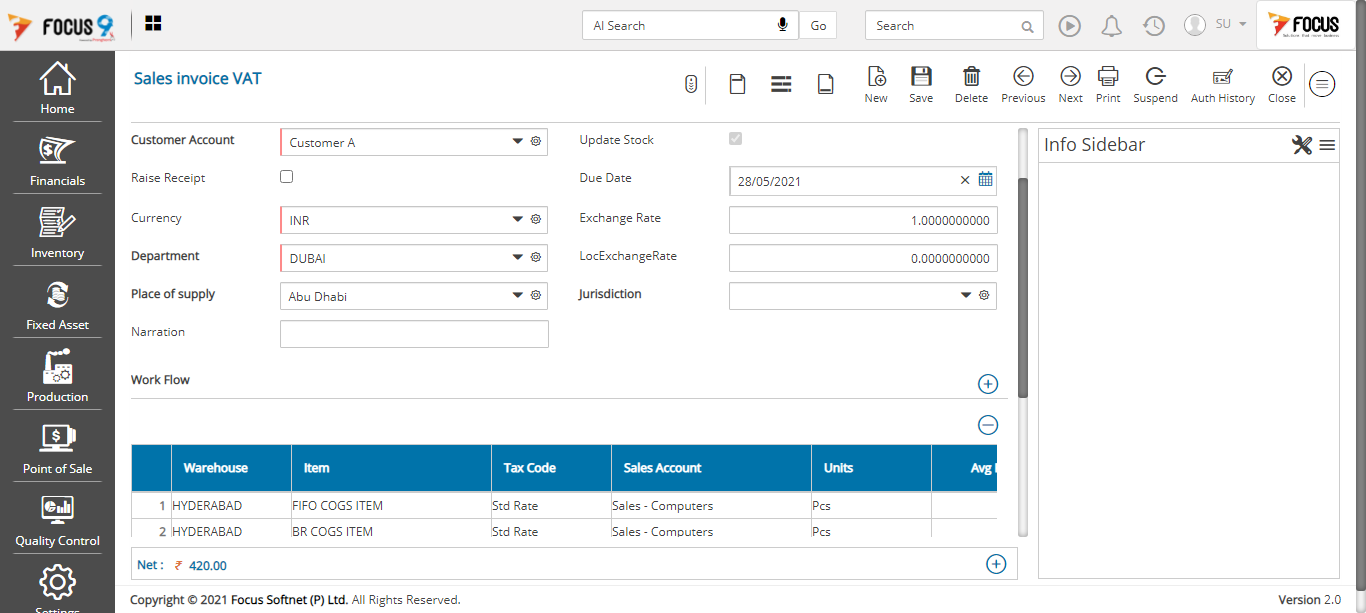 FOCUS 9
AI Search
Go
Search
SU
FOCUS
Sales invoice VAT
New
Save
Delete
Previous
Next
Print
Suspend
Auth History
Close
Home
Financials
Inventory
Fixed Asset
Production
Point of Sale
Quality Control
Settings
Customer Account
Customer A
Update Stock
Raise Receipt
Due Date
28/05/2021
Currency
INR
Exchange Rate
1.0000000000
Department
DUBAI
LocExchangeRate
0.0000000000
Place of supply
Abu Dhabi
Jurisdiction
Narration
Work Flow
Warehouse Item Tax Code Sales Account Units Avg
1 HYDERABAD FIFO COGS ITEM Std Rate Sales - Computers Pcs
2 HYDERABAD BR COGS ITEM Std Rate Sales - Computers Pcs
Net : ₹ 420.00
Info Sidebar
Copyright © 2021 Focus Softnet (P) Ltd. All Rights Reserved.
Version 2.0